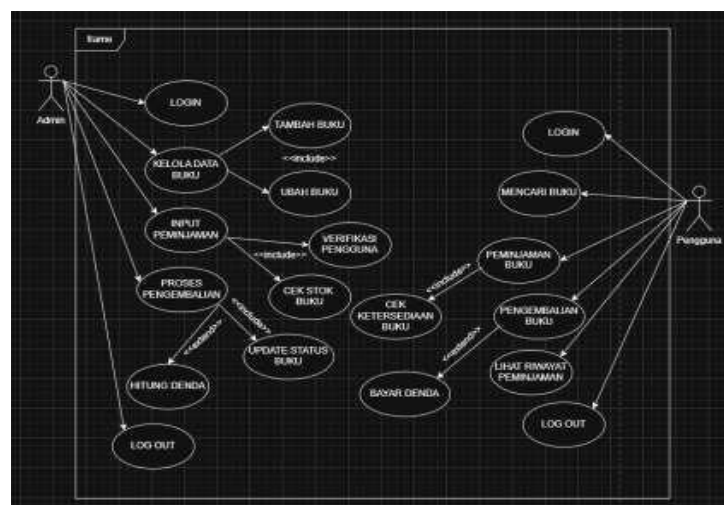 frame
Admin
LOGIN
KELOLA DATA
BUKU
TAMBAH BUKU
<<include>>
UBAH BUKU
INPUT
PEMINJAMAN
<<include>>
VERIFIKASI
PENGGUNA
CEK STOK
BUKU
PROSES
PENGEMBALIAN
<<include>>
UPDATE STATUS
BUKU
<<extend>>
HITUNG DENDA
LOG OUT
Pengguna
LOGIN
MENCARI BUKU
PEMINJAMAN
BUKU
<<include>>
CEK
KETERSEDIAAN
BUKU
PENGEMBALIAN
BUKU
<<extend>>
BAYAR DENDA
LIHAT RIWAYAT
PEMINJAMAN
LOG OUT